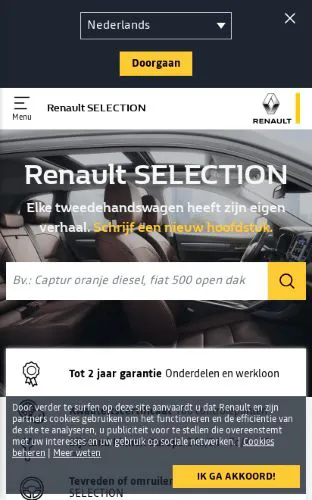 Nederlands
Doorgaan
Menu
Renault SELECTION
RENAULT
Renault SELECTION
Elke tweedehandswagen heeft zijn eigen
verhaal. Schrijf een nieuw hoofdstuk.
Bv.: Captur oranje diesel, fiat 500 open dak
Tot 2 jaar garantie Onderdelen en werkloon
Door verder te surfen op deze site aanvaardt u dat Renault en zijn
partners cookies gebruiken om het functioneren en de efficiëntie van
de site te analyseren, u publiciteit voor te stellen die overeenstemt
met uw interesses en uw gebruik op sociale netwerken. | Cookies
beheren | Meer weten
IK GA AKKOORD!
Tevreden of omruilen
SELECTION